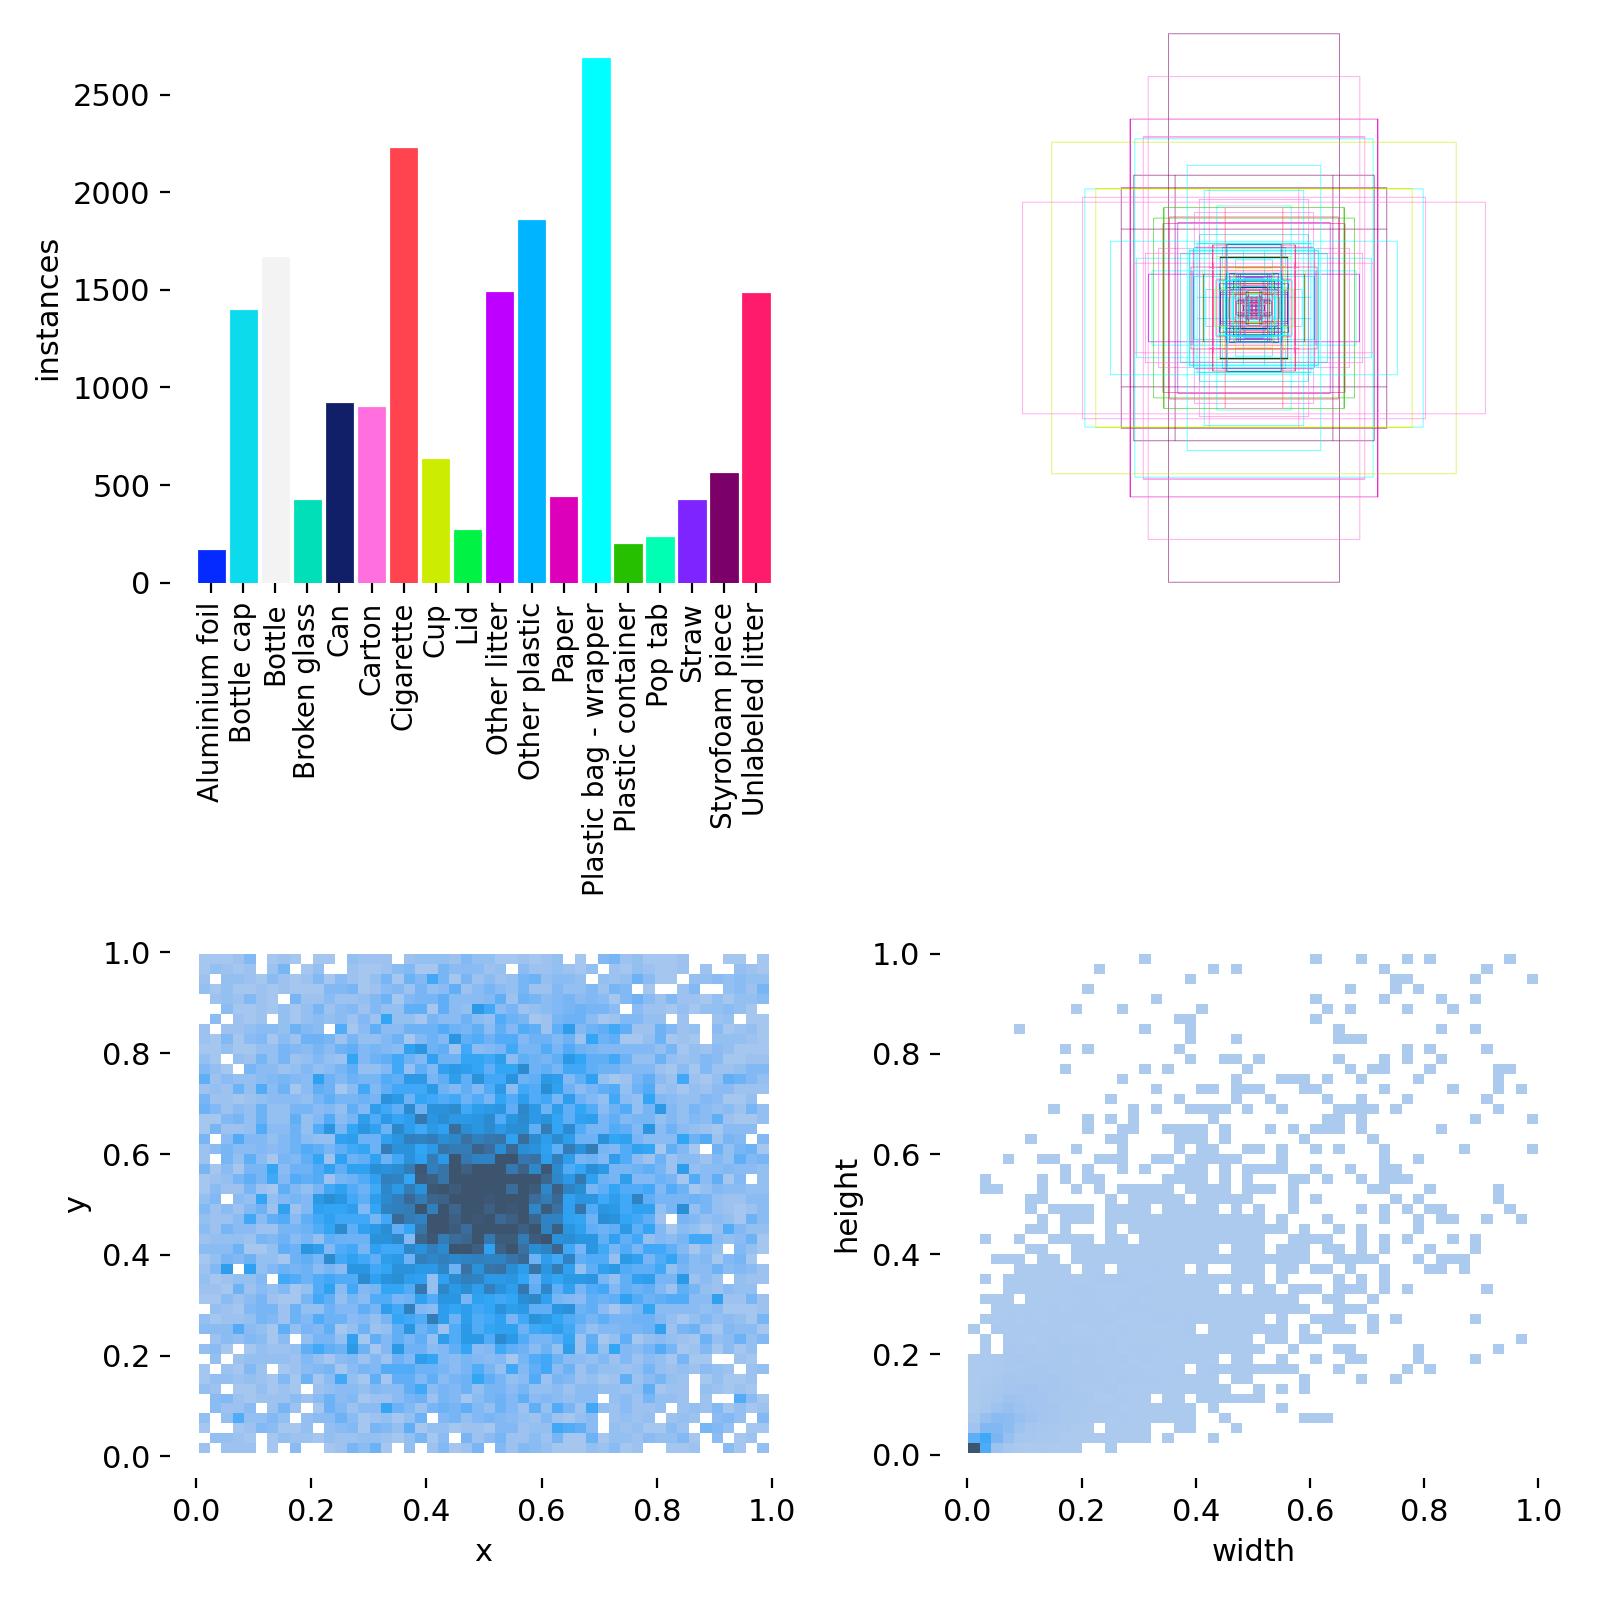 2500
2000
1500
1000
500
0
instances
Aluminium foil
Bottle cap
Bottle
Broken glass
Can
Carton
Cigarette
Cup
Lid
Other litter
Other plastic
Paper
Plastic bag - wrapper
Plastic container
Pop tab
Straw
Styrofoam piece
Unlabeled litter
1.0
0.8
0.6
0.4
0.2
0.0
y
0.0 0.2 0.4 0.6 0.8 1.0
x
1.0
0.8
0.6
0.4
0.2
0.0
height
0.0 0.2 0.4 0.6 0.8 1.0
width